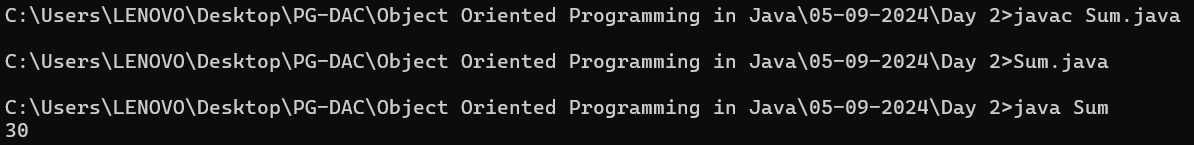 C:\Users\LENOVO\Desktop\PG-DAC\Object Oriented Programming in Java\05-09-2024\Day 2>javac Sum.java
C:\Users\LENOVO\Desktop\PG-DAC\Object Oriented Programming in Java\05-09-2024\Day 2>Sum.java
C:\Users\LENOVO\Desktop\PG-DAC\Object Oriented Programming in Java\05-09-2024\Day 2>java Sum
30